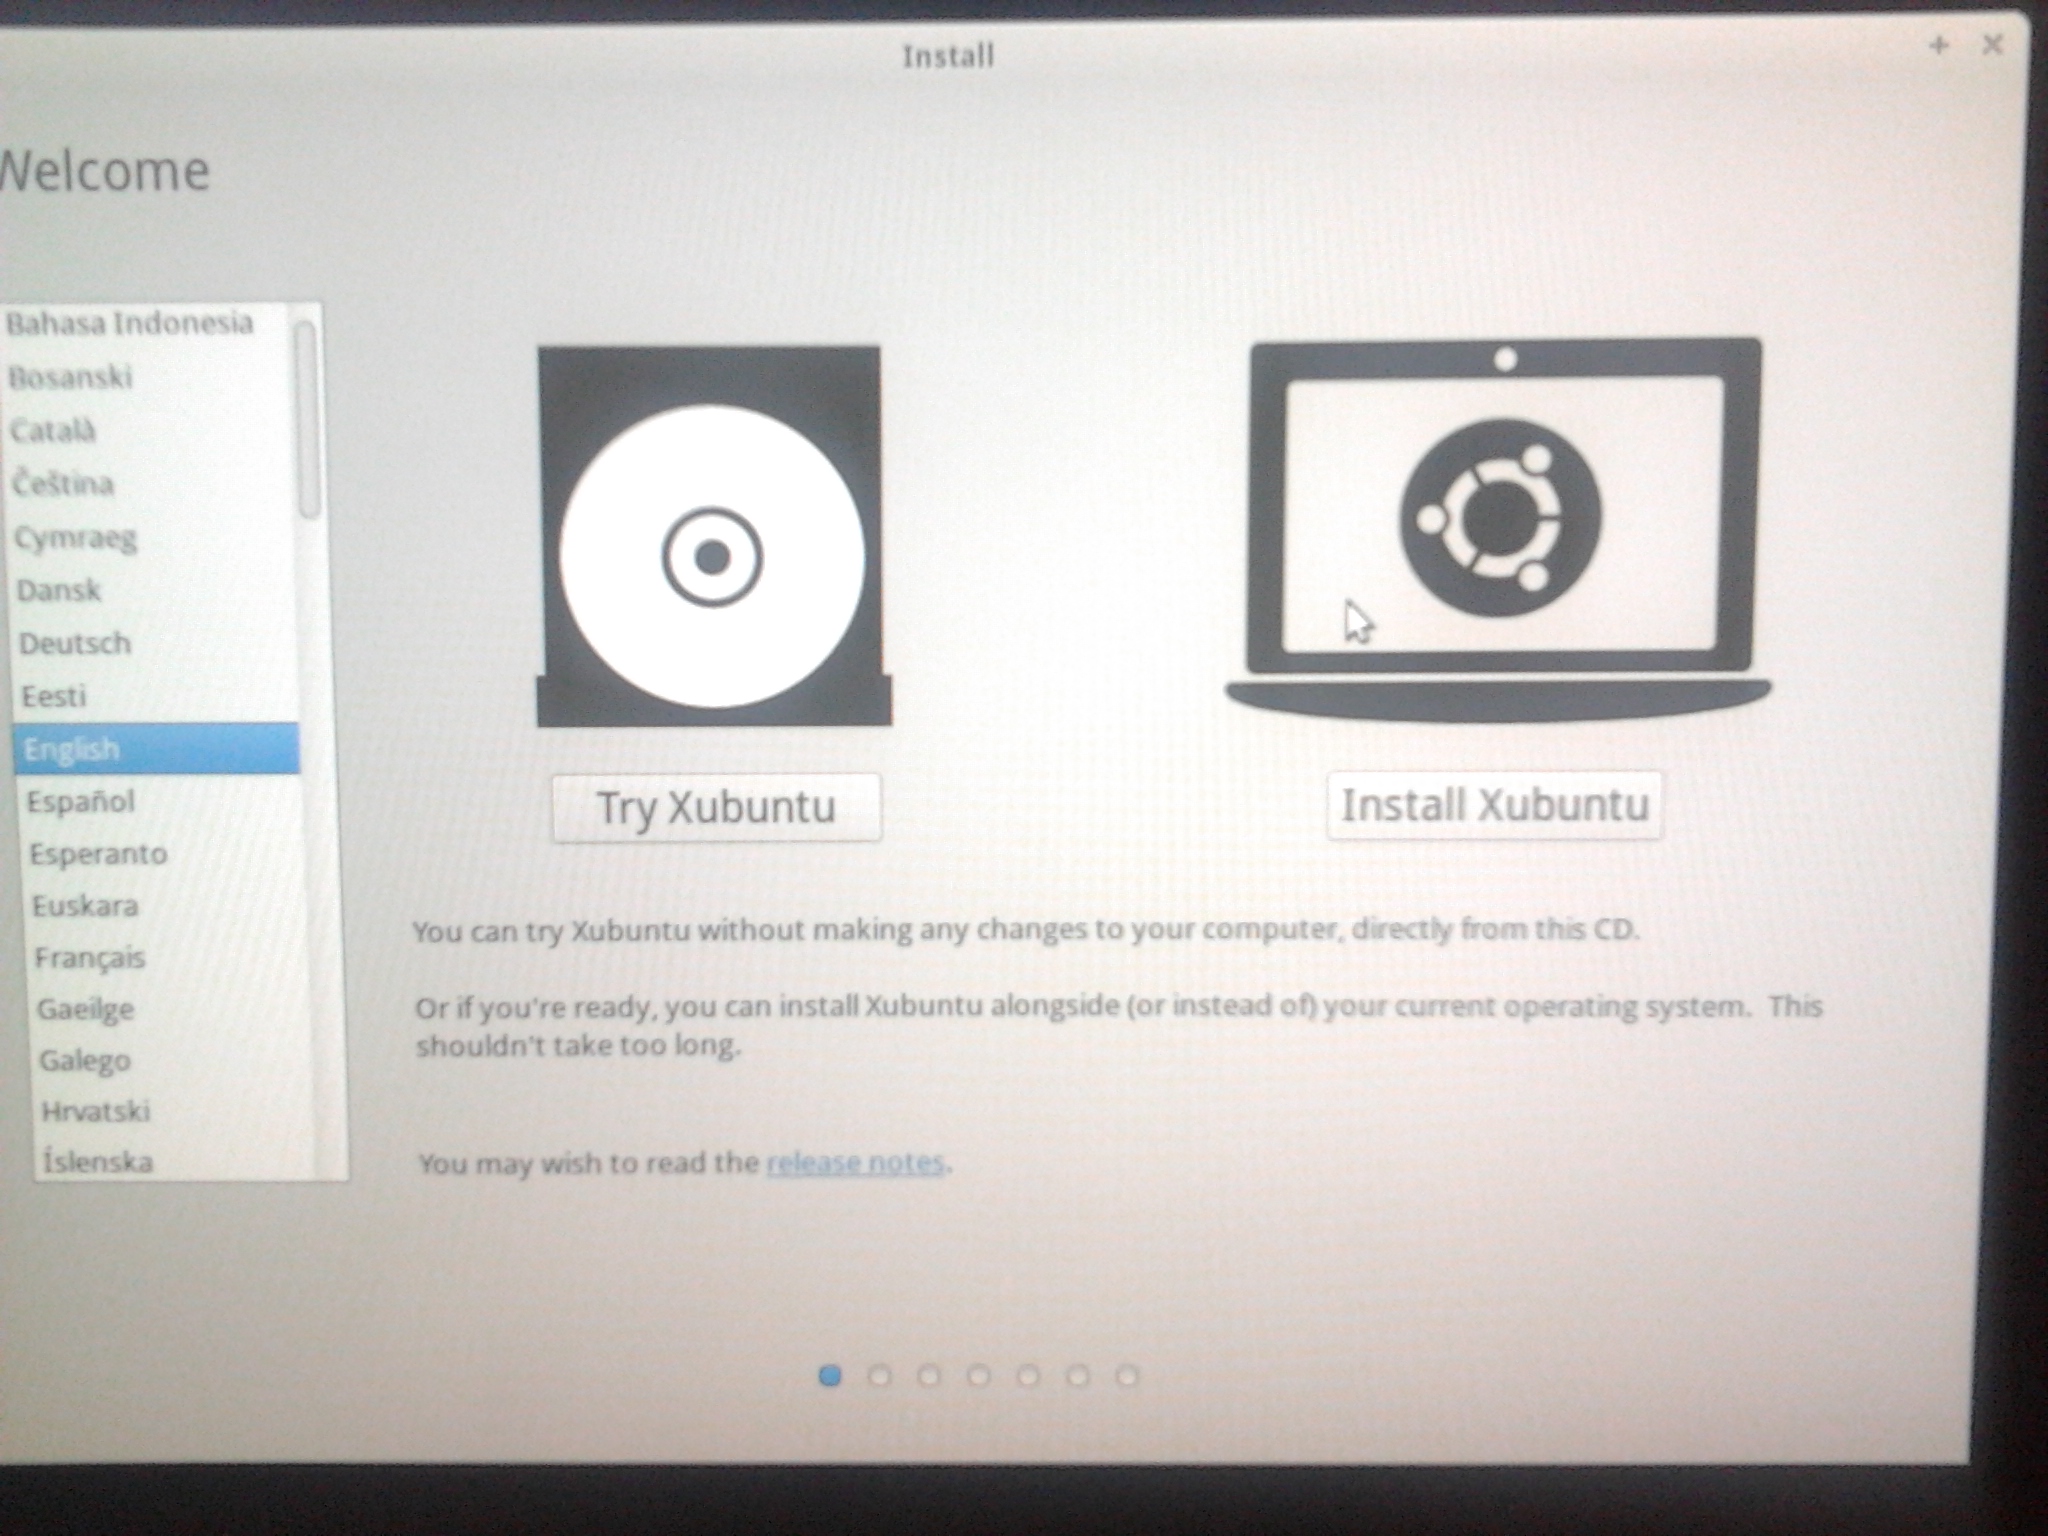 Install
Welcome
Bahasa Indonesia
Bosanski
Català
Čeština
Cymraeg
Dansk
Deutsch
Eesti
English
Español
Esperanto
Euskara
Français
Gaeilge
Galego
Hrvatski
Íslenska
Try Xubuntu
Install Xubuntu
You can try Xubuntu without making any changes to your computer, directly from this CD.
Or if you're ready, you can install Xubuntu alongside (or instead of) your current operating system.  This
shouldn't take too long.
You may wish to read the release notes.